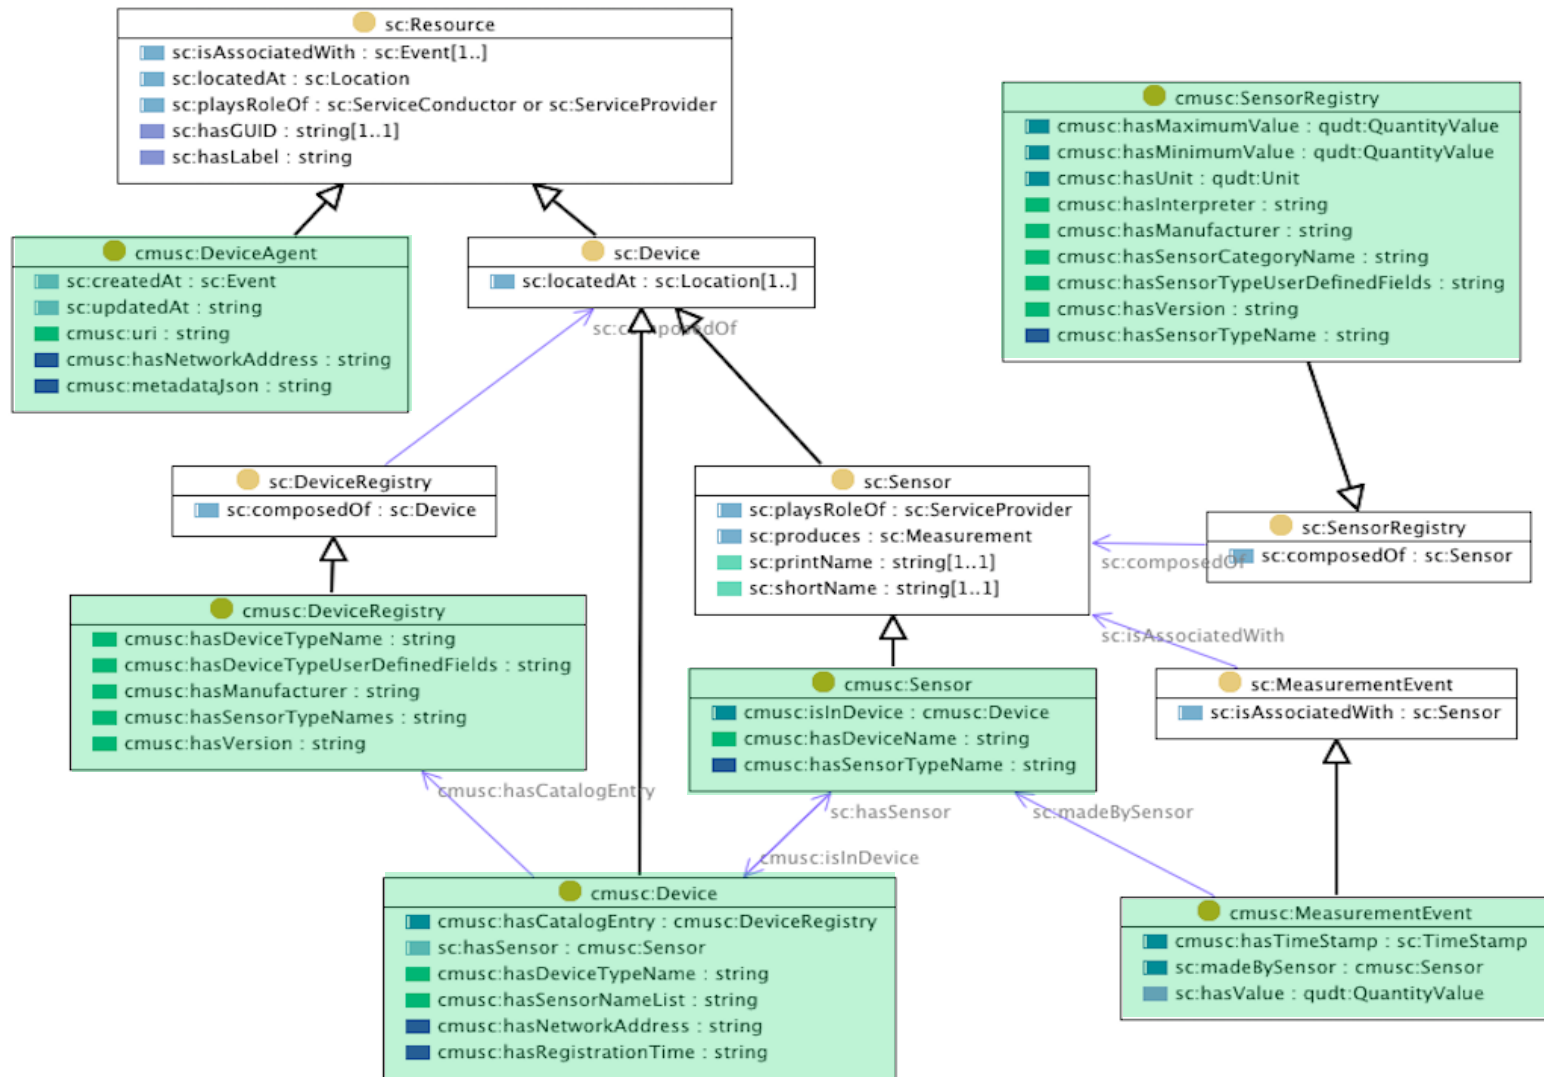 sc:Resource
sc:isAssociatedWith : sc:Event[1..]
sc:locatedAt : sc:Location
sc:playsRoleOf : sc:ServiceConductor or sc:ServiceProvider
sc:hasGUID : string[1..1]
sc:hasLabel : string
cmusc:SensorRegistry
cmusc:hasMaximumValue : qudt:QuantityValue
cmusc:hasMinimumValue : qudt:QuantityValue
cmusc:hasUnit : qudt:Unit
cmusc:hasInterpreter : string
cmusc:hasManufacturer : string
cmusc:hasSensorCategoryName : string
cmusc:hasSensorTypeUserDefinedFields : string
cmusc:hasVersion : string
cmusc:hasSensorTypeName : string
cmusc:DeviceAgent
sc:createdAt : sc:Event
sc:updatedAt : string
cmusc:uri : string
cmusc:hasNetworkAddress : string
cmusc:metadataJson : string
sc:Device
sc:locatedAt : sc:Location[1..]
sc:composedOf
sc:DeviceRegistry
sc:composedOf : sc:Device
sc:Sensor
sc:playsRoleOf : sc:ServiceProvider
sc:produces : sc:Measurement
sc:printName : string[1..1]
sc:shortName : string[1..1]
sc:SensorRegistry
sc:composedOf : sc:Sensor
sc:composedOf
cmusc:DeviceRegistry
cmusc:hasDeviceTypeName : string
cmusc:hasDeviceTypeUserDefinedFields : string
cmusc:hasManufacturer : string
cmusc:hasSensorTypeNames : string
cmusc:hasVersion : string
sc:isAssociatedWith
cmusc:Sensor
cmusc:isInDevice : cmusc:Device
cmusc:hasDeviceName : string
cmusc:hasSensorTypeName : string
sc:MeasurementEvent
sc:isAssociatedWith : sc:Sensor
cmusc:hasCatalogEntry
sc:hasSensor
sc:madeBySensor
cmusc:isInDevice
cmusc:Device
cmusc:hasCatalogEntry : cmusc:DeviceRegistry
sc:hasSensor : cmusc:Sensor
cmusc:hasDeviceTypeName : string
cmusc:hasSensorNameList : string
cmusc:hasNetworkAddress : string
cmusc:hasRegistrationTime : string
cmusc:MeasurementEvent
cmusc:hasTimeStamp : sc:TimeStamp
sc:madeBySensor : cmusc:Sensor
sc:hasValue : qudt:QuantityValue